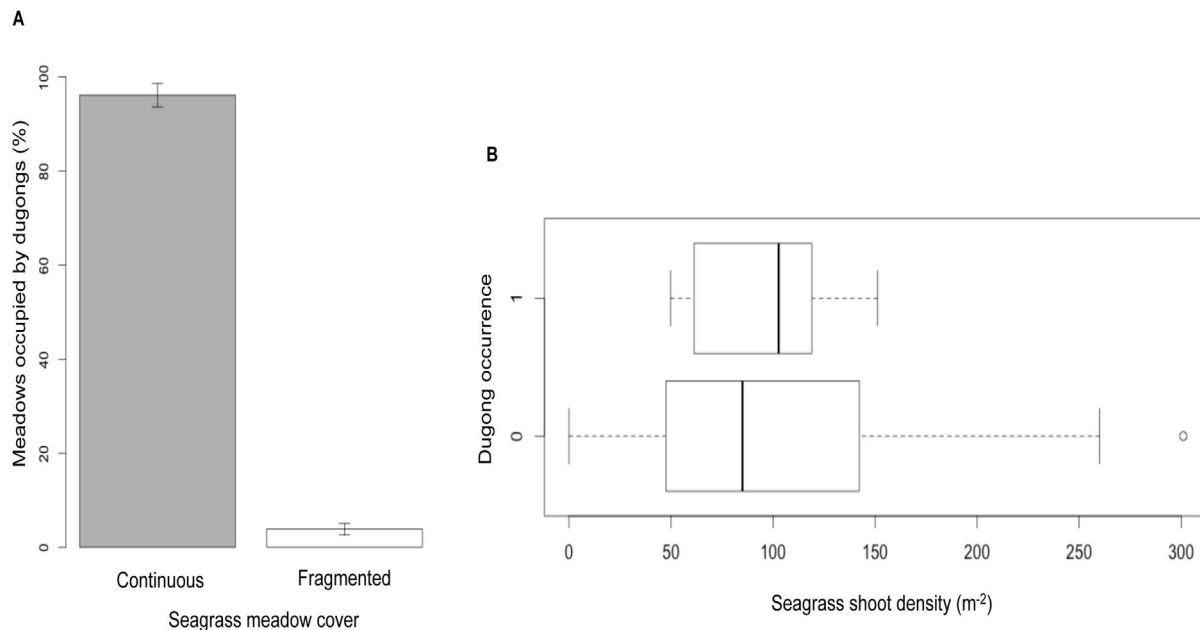 A
Meadows occupied by dugongs (%)
100
80
60
40
20
0
Continuous
Fragmented
Seagrass meadow cover
B
Dugong occurrence
1
0
0 50 100 150 200 250 300
Seagrass shoot density (m-2)